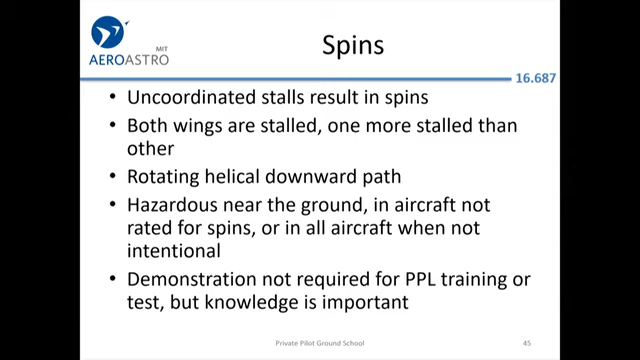 MIT
AEROASTRO
Spins
16.687
• Uncoordinated stalls result in spins
• Both wings are stalled, one more stalled than
other
• Rotating helical downward path
• Hazardous near the ground, in aircraft not
rated for spins, or in all aircraft when not
intentional
• Demonstration not required for PPL training or
test, but knowledge is important
Private Pilot Ground School
45